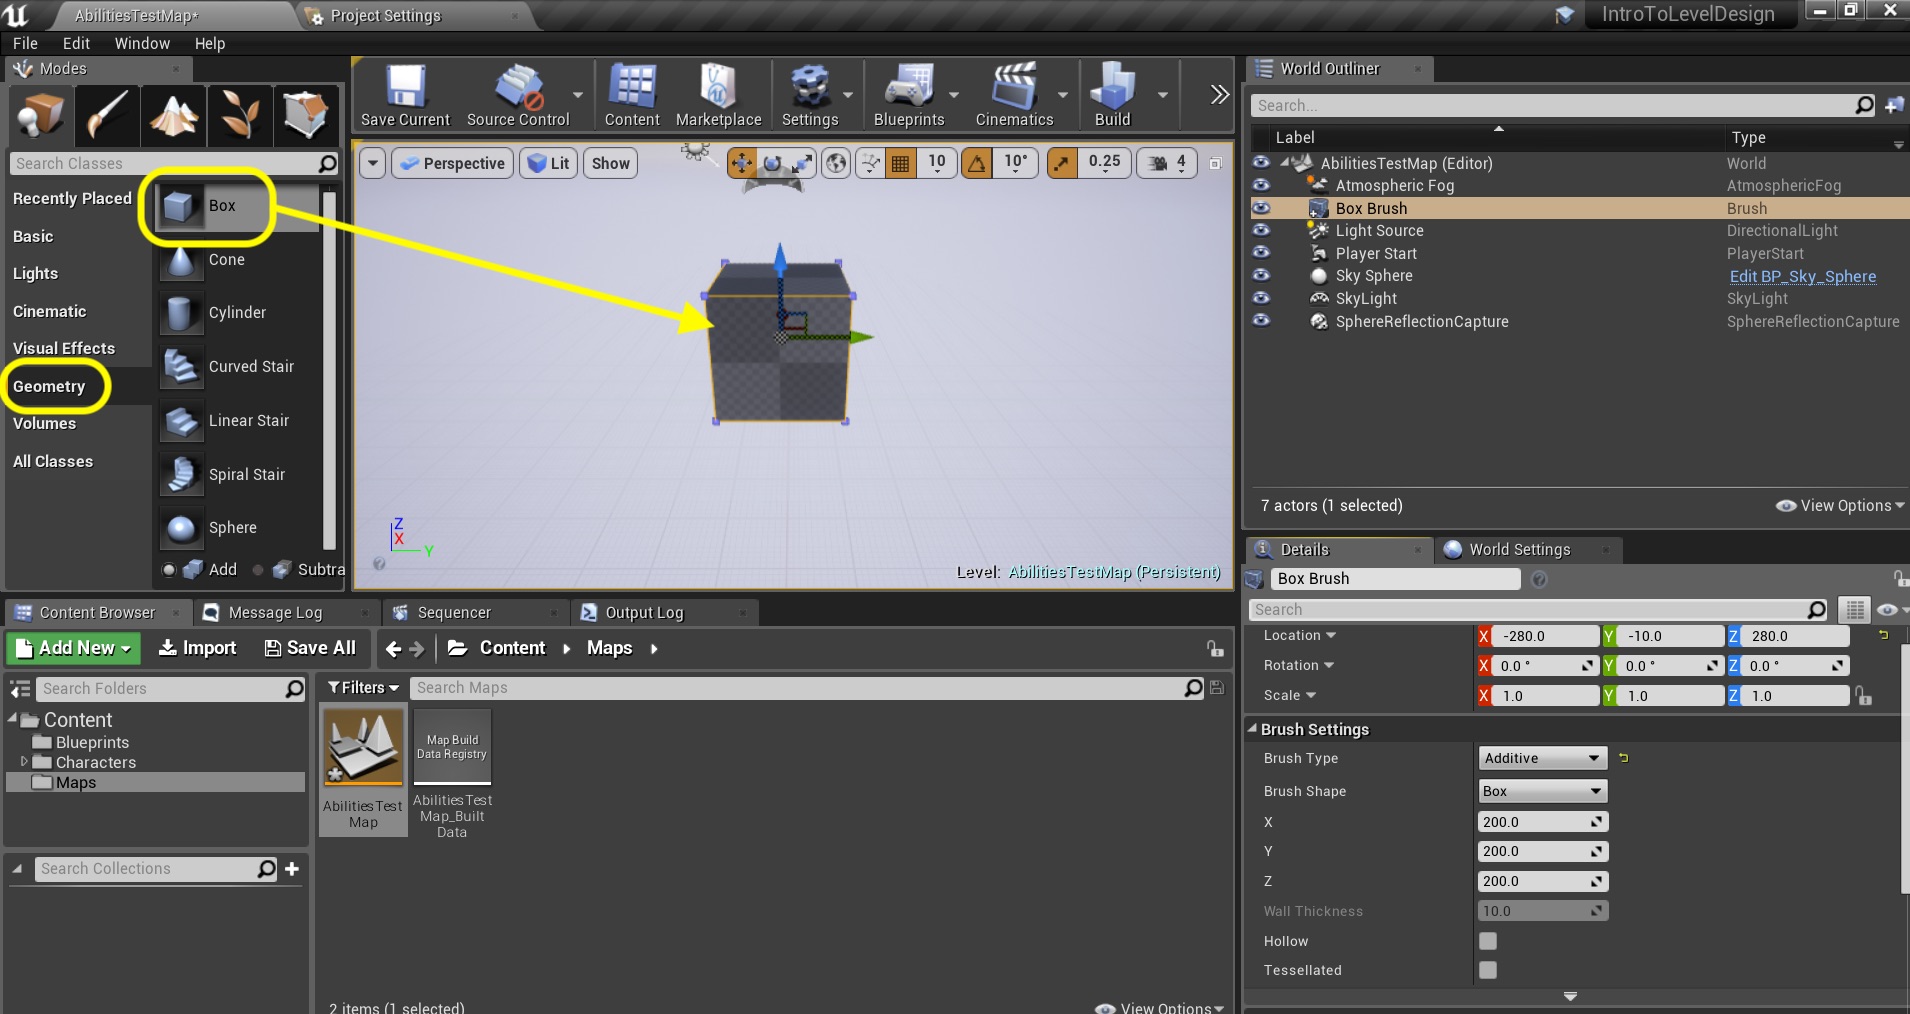 AbilitiesTestMap*
Project Settings
IntroToLevelDesign
File Edit Window Help
Modes
Search Classes
Recently Placed
Basic
Lights
Cinematic
Visual Effects
Geometry
Volumes
All Classes
Box
Cone
Cylinder
Curved Stair
Linear Stair
Spiral Stair
Sphere
Add Subtra
Save Current Source Control Content Marketplace Settings Blueprints Cinematics Build
Perspective Lit Show 10 10° 0.25 4
Z
X
Y
Level: AbilitiesTestMap (Persistent)
World Outliner
Search...
Label Type
AbilitiesTestMap (Editor) World
Atmospheric Fog AtmosphericFog
Box Brush Brush
Light Source DirectionalLight
Player Start PlayerStart
Sky Sphere Edit BP_Sky_Sphere
SkyLight SkyLight
SphereReflectionCapture SphereReflectionCapture
7 actors (1 selected) View Options
Content Browser Message Log Sequencer Output Log
Add New Import Save All Content Maps
Search Folders
Content
Blueprints
Characters
Maps
Search Collections
Filters Search Maps
Map Build
Data Registry
AbilitiesTest
Map
AbilitiesTest
Map_Built
Data
2 items (1 selected) View Options
Details World Settings
Box Brush
Search
Location X -280.0 Y -10.0 Z 280.0
Rotation X 0.0 ° Y 0.0 ° Z 0.0 °
Scale X 1.0 Y 1.0 Z 1.0
Brush Settings
Brush Type Additive
Brush Shape Box
X 200.0
Y 200.0
Z 200.0
Wall Thickness 10.0
Hollow
Tessellated